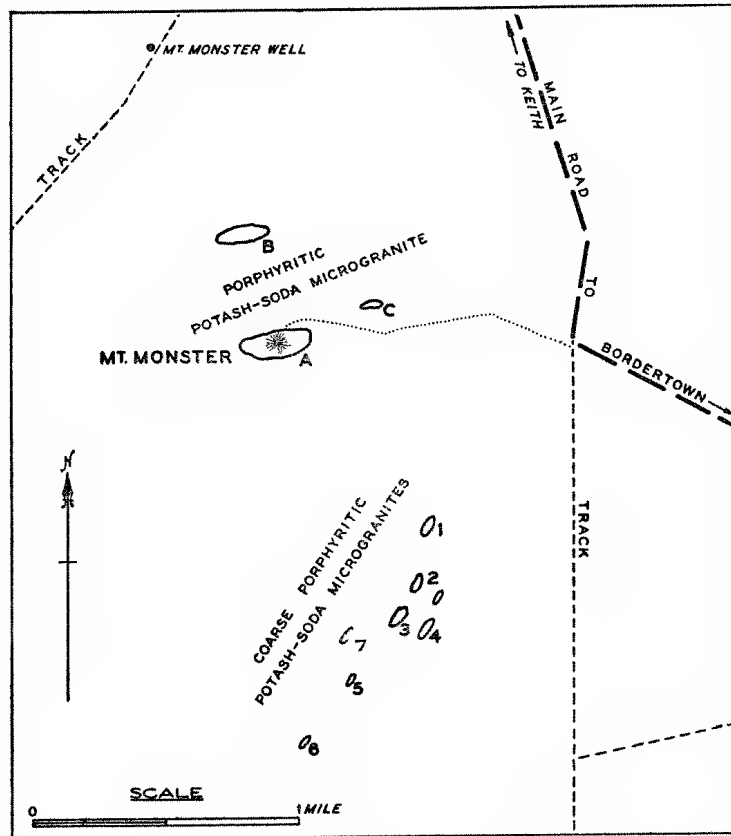 MT. MONSTER WELL
TRACK
TO KEITH
MAIN ROAD TO
BORDERTOWN
B
PORPHYRITIC
POTASH-SODA MICROGRANITE
C
MT. MONSTER
A
N
COARSE PORPHYRITIC
POTASH-SODA MICROGRANITES
1
2
3
4
7
5
6
TRACK
SCALE
0
1 MILE